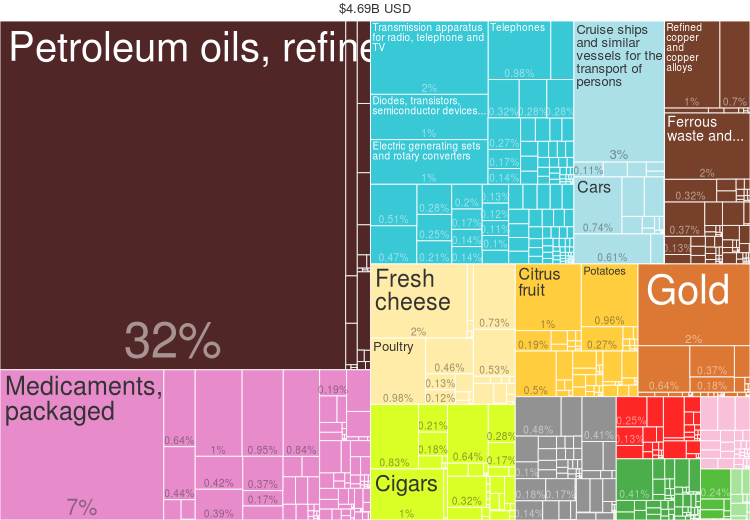 $4.69B USD
Petroleum oils, refine
32%
Medicaments,
packaged
7%
0.64%
0.44%
1%
0.42%
0.39%
0.95%
0.37%
0.17%
0.84%
0.19%
Transmission apparatus
for radio, telephone and
TV
2%
Diodes, transistors,
semiconductor devices...
1%
Electric generating sets
and rotary converters
1%
Telephones
0.98%
0.32%
0.28%
0.28%
0.27%
0.17%
0.14%
0.51%
0.47%
0.28%
0.25%
0.21%
0.2%
0.17%
0.14%
0.14%
0.13%
0.12%
0.11%
0.1%
Cruise ships
and similar
vessels for the
transport of
persons
3%
0.11%
Cars
0.74%
0.61%
Refined
copper
and
copper
alloys
1%
0.7%
Ferrous
waste and...
2%
0.32%
0.37%
0.13%
Fresh
cheese
2%
0.73%
Poultry
0.98%
0.46%
0.13%
0.12%
0.53%
Citrus
fruit
1%
0.19%
0.5%
Potatoes
0.96%
0.27%
Gold
2%
0.64%
0.37%
0.18%
0.83%
0.21%
0.18%
0.64%
0.28%
0.17%
Cigars
1%
0.32%
0.48%
0.1%
0.18%
0.17%
0.14%
0.41%
0.25%
0.13%
0.41%
0.24%